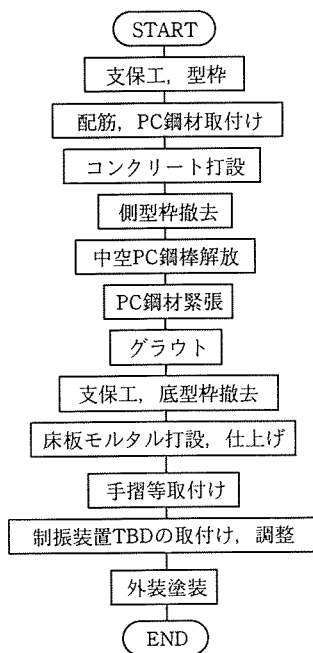 START
支保工，型枠
配筋，PC鋼材取付け
コンクリート打設
側型枠撤去
中空PC鋼棒解放
PC鋼材緊張
グラウト
支保工，底型枠撤去
床板モルタル打設，仕上げ
手摺等取付け
制振装置TBDの取付け，調整
外装塗装
END